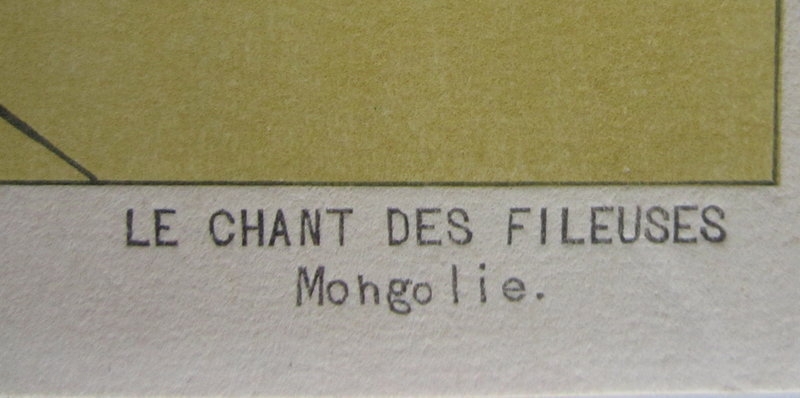 LE CHANT DES FILEUSES
Mongolie.